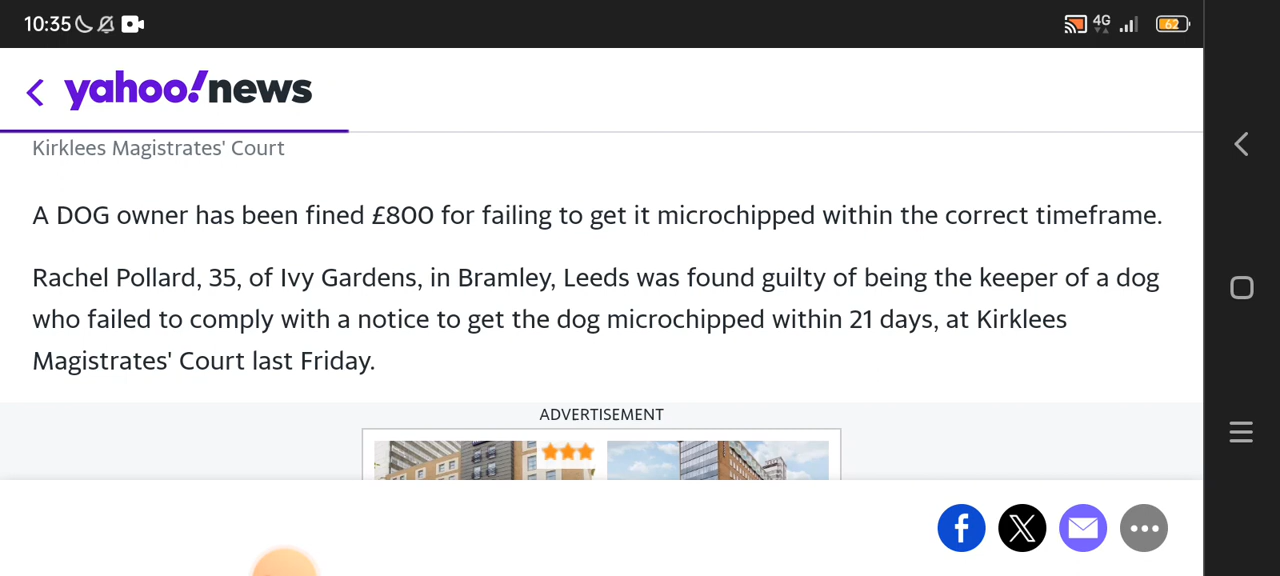 10:35
4G
62
yahoo!news
Kirklees Magistrates' Court
A DOG owner has been fined £800 for failing to get it microchipped within the correct timeframe.
Rachel Pollard, 35, of Ivy Gardens, in Bramley, Leeds was found guilty of being the keeper of a dog
who failed to comply with a notice to get the dog microchipped within 21 days, at Kirklees
Magistrates' Court last Friday.
ADVERTISEMENT